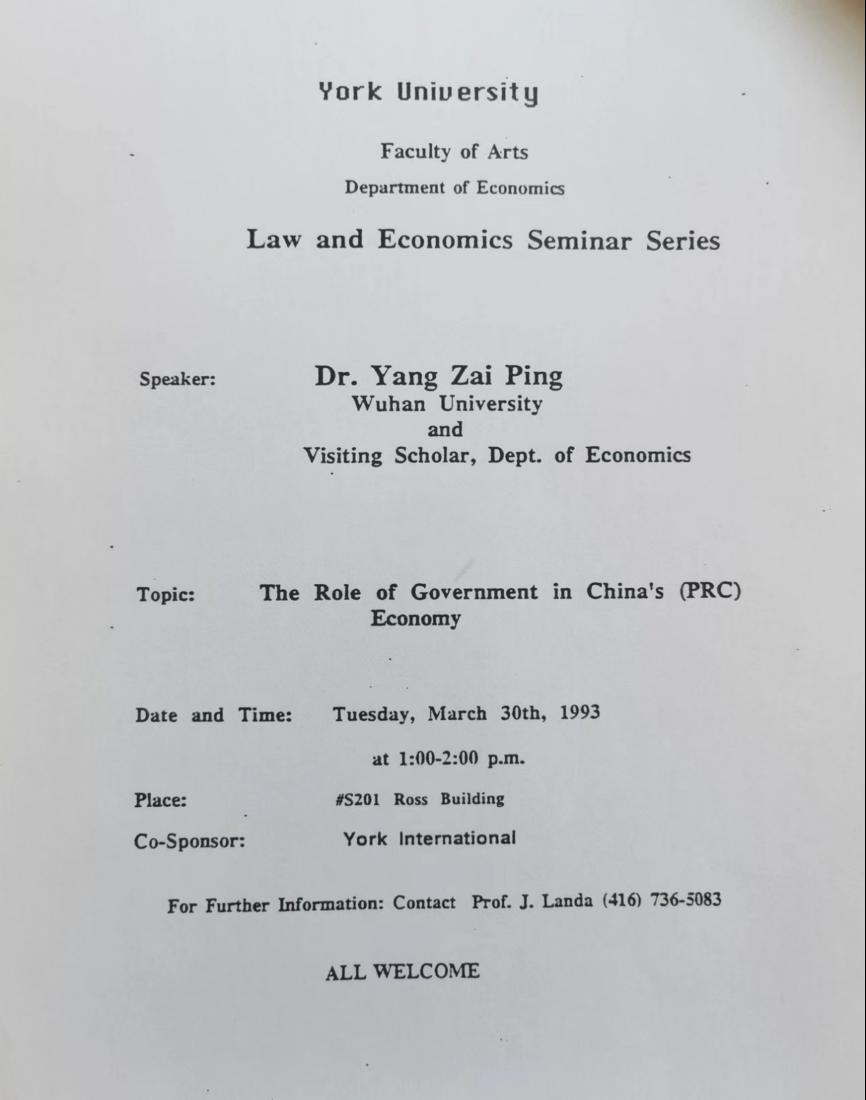 York University
Faculty of Arts
Department of Economics
Law and Economics Seminar Series
Speaker: Dr. Yang Zai Ping
Wuhan University
and
Visiting Scholar, Dept. of Economics
Topic: The Role of Government in China's (PRC)
Economy
Date and Time: Tuesday, March 30th, 1993
at 1:00-2:00 p.m.
Place: #S201 Ross Building
Co-Sponsor: York International
For Further Information: Contact Prof. J. Landa (416) 736-5083
ALL WELCOME